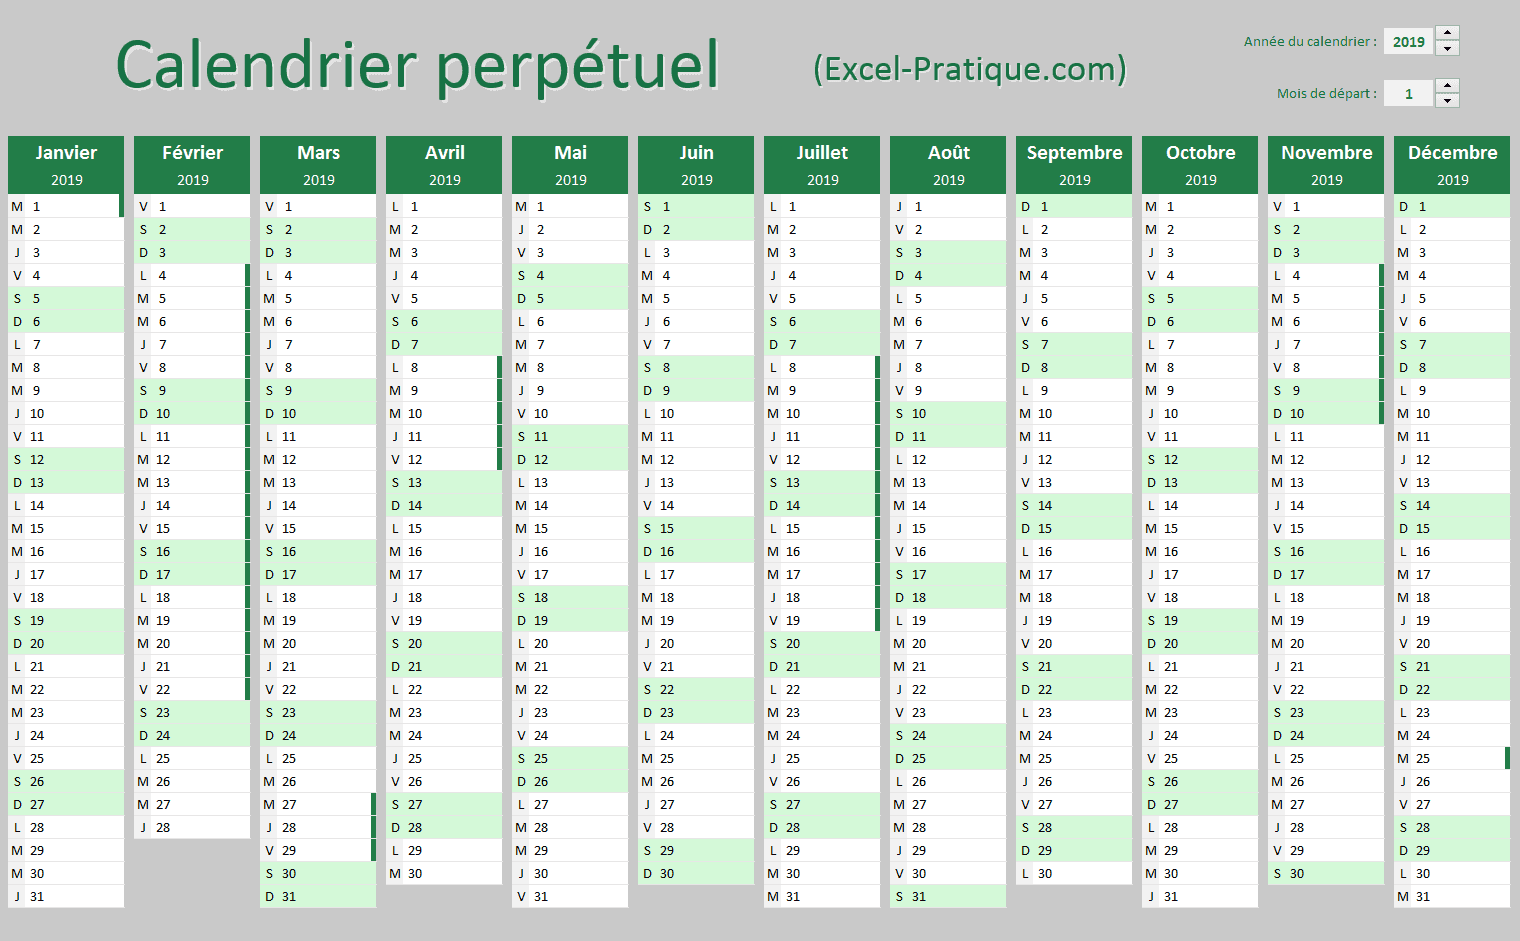 Calendrier perpétuel (Excel-Pratique.com) Année du calendrier : 2019
Mois de départ : 1
Janvier Février Mars Avril Mai Juin Juillet Août Septembre Octobre Novembre Décembre
2019 2019 2019 2019 2019 2019 2019 2019 2019 2019 2019 2019
M 1 V 1 V 1 L 1 M 1 S 1 L 1 J 1 D 1 M 1 V 1 D 1
M 2 S 2 S 2 M 2 J 2 D 2 M 2 V 2 L 2 M 2 S 2 L 2
J 3 D 3 D 3 M 3 V 3 L 3 M 3 S 3 M 3 J 3 D 3 M 3
V 4 L 4 L 4 J 4 S 4 M 4 J 4 D 4 M 4 V 4 L 4 M 4
S 5 M 5 M 5 V 5 D 5 M 5 V 5 L 5 J 5 S 5 M 5 J 5
D 6 M 6 M 6 S 6 L 6 J 6 S 6 M 6 V 6 D 6 M 6 V 6
L 7 J 7 J 7 D 7 M 7 V 7 D 7 M 7 S 7 L 7 J 7 S 7
M 8 V 8 V 8 L 8 M 8 S 8 L 8 J 8 D 8 M 8 V 8 D 8
M 9 S 9 S 9 M 9 J 9 D 9 M 9 V 9 L 9 M 9 S 9 L 9
J 10 D 10 D 10 M 10 V 10 L 10 M 10 S 10 M 10 J 10 D 10 M 10
V 11 L 11 L 11 J 11 S 11 M 11 J 11 D 11 M 11 V 11 L 11 M 11
S 12 M 12 M 12 V 12 D 12 M 12 V 12 L 12 J 12 S 12 M 12 J 12
D 13 M 13 M 13 S 13 L 13 J 13 S 13 M 13 V 13 D 13 M 13 V 13
L 14 J 14 J 14 D 14 M 14 V 14 D 14 M 14 S 14 L 14 J 14 S 14
M 15 V 15 V 15 L 15 M 15 S 15 L 15 J 15 D 15 M 15 V 15 D 15
M 16 S 16 S 16 M 16 J 16 D 16 M 16 V 16 L 16 M 16 S 16 L 16
J 17 D 17 D 17 M 17 V 17 L 17 M 17 S 17 M 17 J 17 D 17 M 17
V 18 L 18 L 18 J 18 S 18 M 18 J 18 D 18 M 18 V 18 L 18 M 18
S 19 M 19 M 19 V 19 D 19 M 19 V 19 L 19 J 19 S 19 M 19 J 19
D 20 M 20 M 20 S 20 L 20 J 20 S 20 M 20 V 20 D 20 M 20 V 20
L 21 J 21 J 21 D 21 M 21 V 21 D 21 M 21 S 21 L 21 J 21 S 21
M 22 V 22 V 22 L 22 M 22 S 22 L 22 J 22 D 22 M 22 V 22 D 22
M 23 S 23 S 23 M 23 J 23 D 23 M 23 V 23 L 23 M 23 S 23 L 23
J 24 D 24 D 24 M 24 V 24 L 24 M 24 S 24 M 24 J 24 D 24 M 24
V 25 L 25 L 25 J 25 S 25 M 25 J 25 D 25 M 25 V 25 L 25 M 25
S 26 M 26 M 26 V 26 D 26 M 26 V 26 L 26 J 26 S 26 M 26 J 26
D 27 M 27 M 27 S 27 L 27 J 27 S 27 M 27 V 27 D 27 M 27 V 27
L 28 J 28 J 28 D 28 M 28 V 28 D 28 M 28 S 28 L 28 J 28 S 28
M 29 V 29 L 29 M 29 S 29 L 29 J 29 D 29 M 29 V 29 D 29
M 30 S 30 M 30 J 30 D 30 M 30 V 30 L 30 M 30 S 30 L 30
J 31 D 31 V 31 M 31 S 31 J 31 M 31